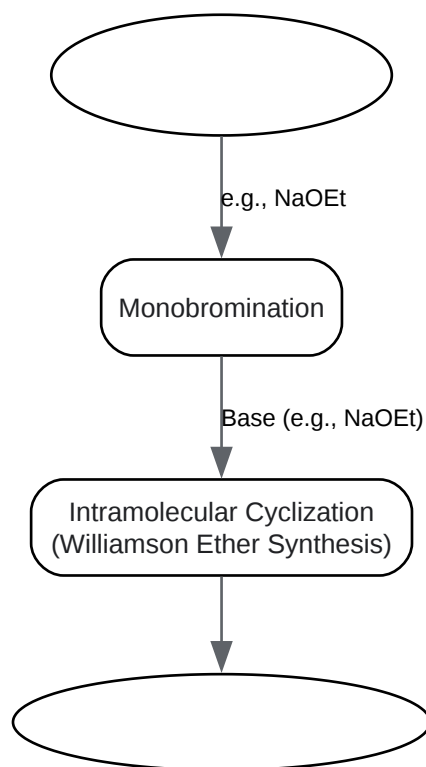 e.g., NaOEt
Monobromination
Base (e.g., NaOEt)
Intramolecular Cyclization
(Williamson Ether Synthesis)